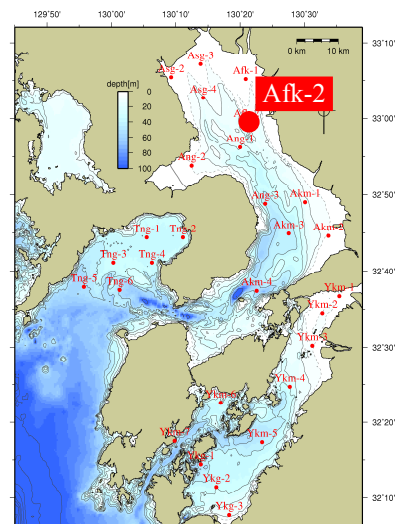 129°50' 130°00' 130°10' 130°20' 130°30'
33°10'
33°00'
32°50'
32°40'
32°30'
32°20'
32°10'
0 km 10 km
depth[m]
0
20
40
60
80
100
Asg-3
Asg-2
Afk-1
Asg-4
Afk-2
Ang-2
Ang-3
Akm-1
Akm-3
Akm-2
Tng-1
Tng-2
Tng-3
Tng-4
Tng-5
Tng-6
Akm-4
Ykm-1
Ykm-2
Ykm-3
Ykm-4
Ykm-6
Ykm-7
Ykm-5
Ykg-1
Ykg-2
Ykg-3